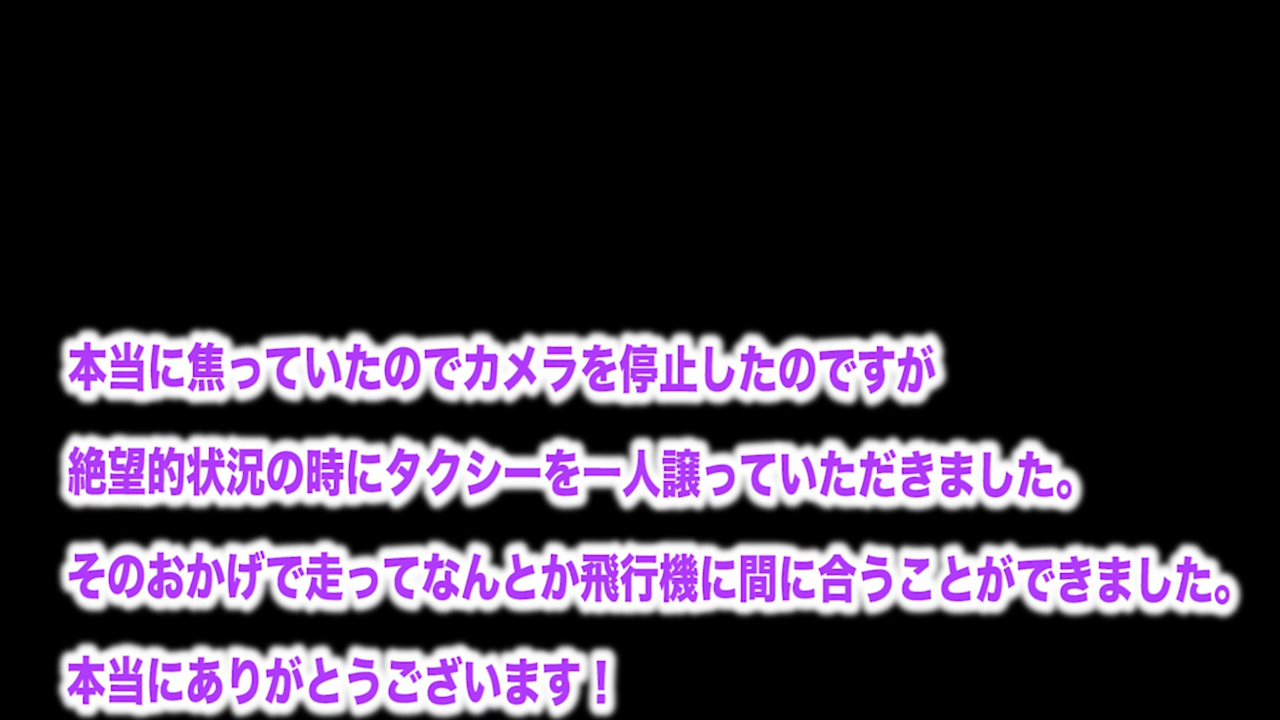 本当に焦っていたのでカメラを停止したのですが
絶望的状況の時にタクシーを一人譲っていただきました。
そのおかげで走ってなんとか飛行機に間に合うことができました。
本当にありがとうございます！